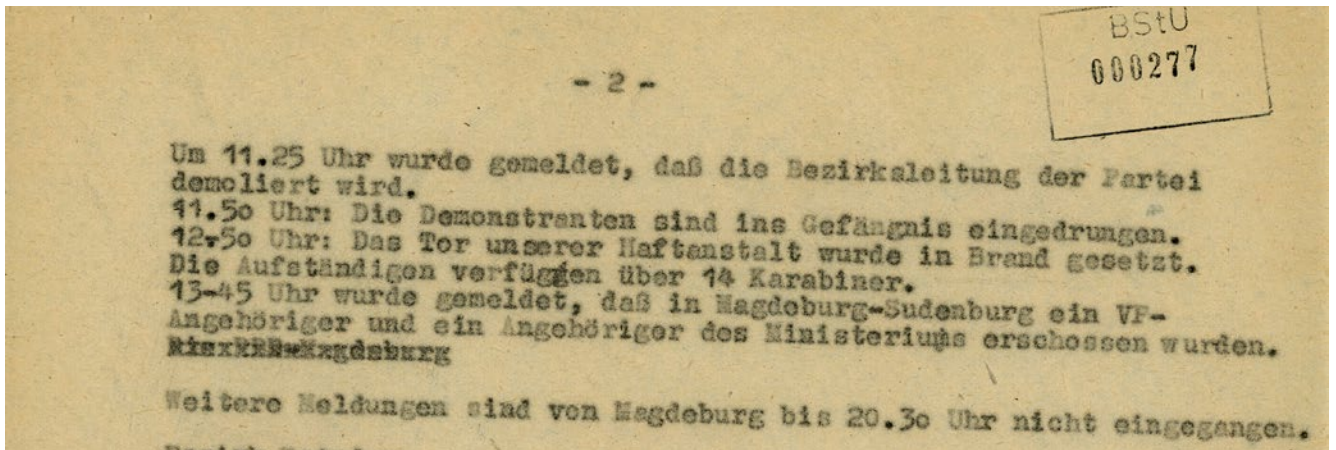 BStU
000277
- 2 -
Um 11.25 Uhr wurde gemeldet, daß die Bezirksleitung der Partei
demoliert wird.
11.5o Uhr: Die Demonstranten sind ins Gefängnis eingedrungen.
12-5o Uhr: Das Tor unserer Haftanstalt wurde in Brand gesetzt.
Die Aufständigen verfügen über 14 Karabiner.
13-45 Uhr wurde gemeldet, daß in Magdeburg-Sudenburg ein VP-
Angehöriger und ein Angehöriger des Ministeriums erschossen wurden.
Weitere Meldungen sind von Magdeburg bis 20.3o Uhr nicht eingegangen.